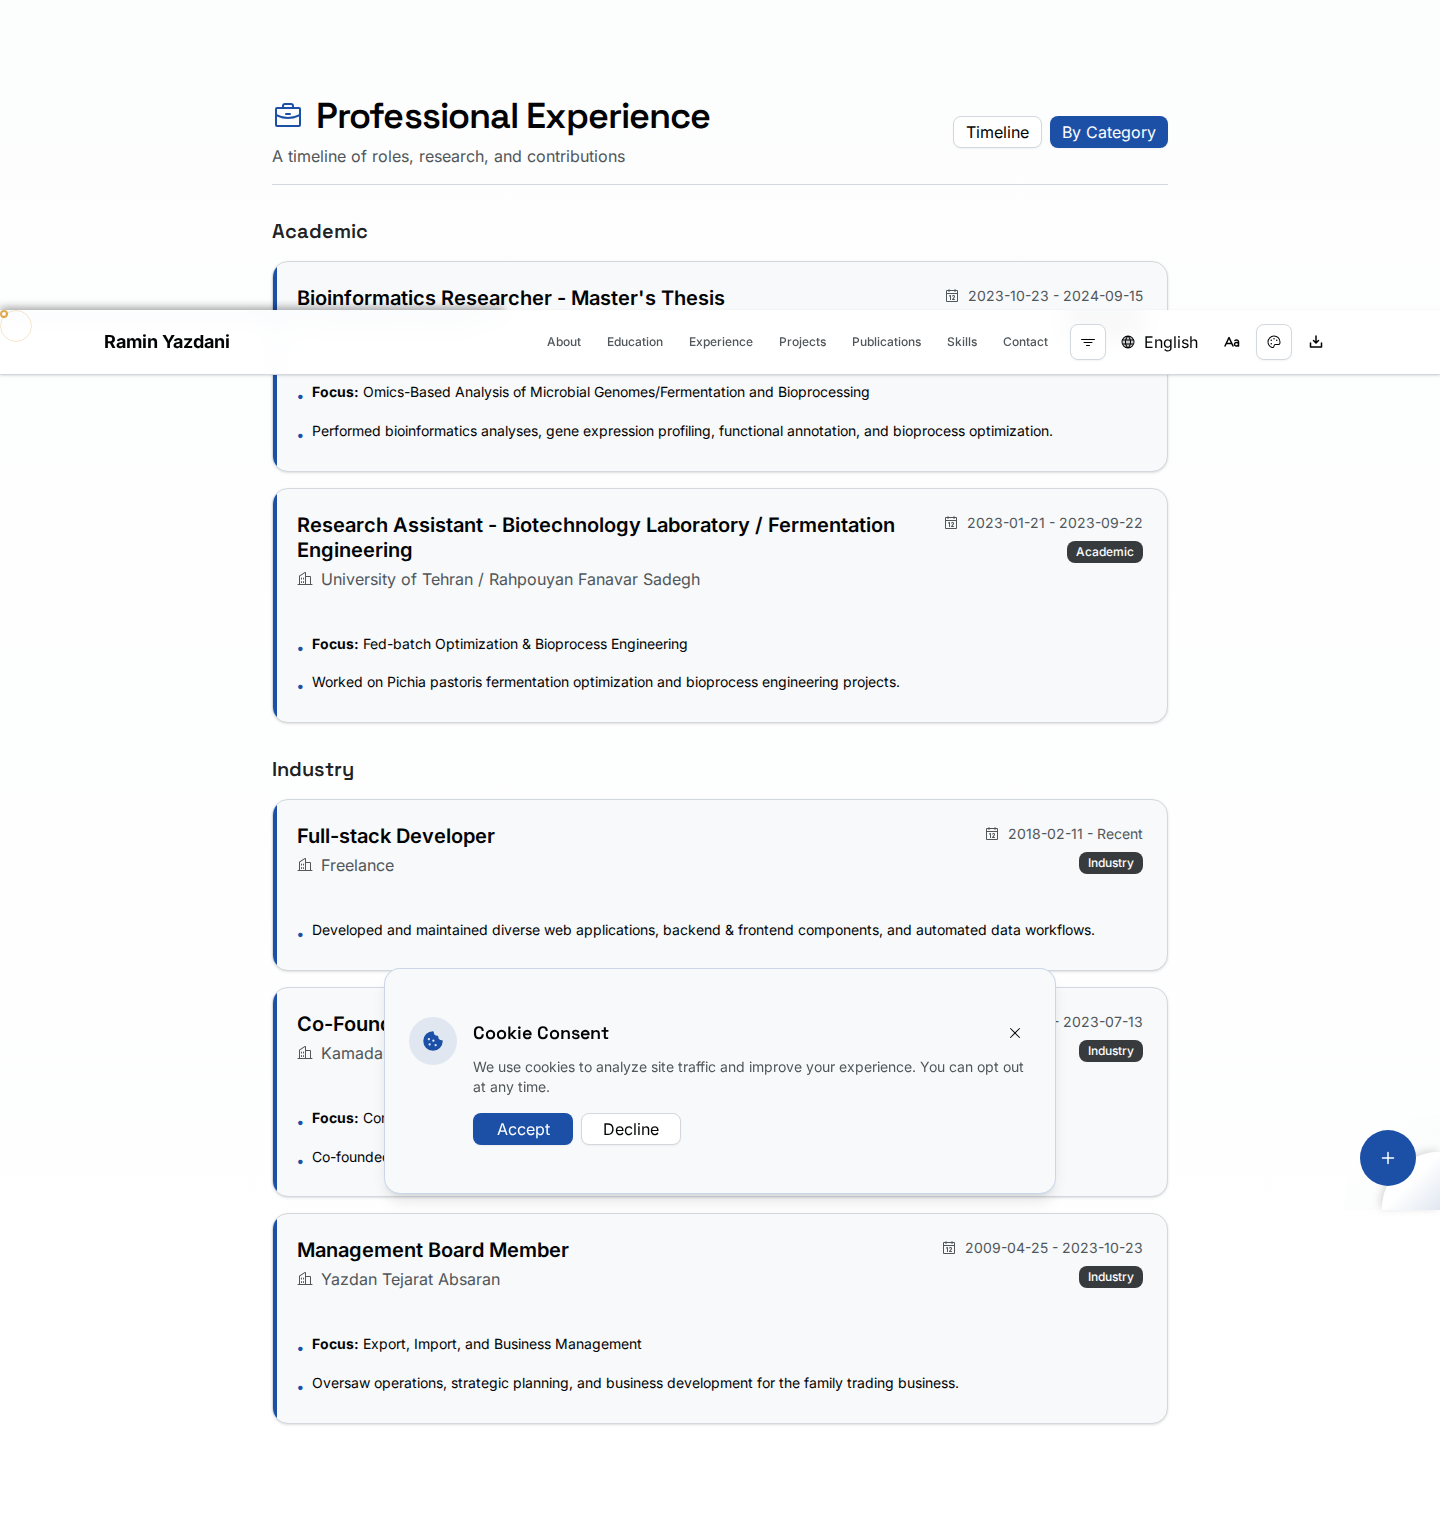 Professional Experience
A timeline of roles, research, and contributions
Timeline
By Category
Academic
Bioinformatics Researcher - Master's Thesis
2023-10-23 - 2024-09-15
Ramin Yazdani
About
Education
Experience
Projects
Publications
Skills
Contact
English
Aa
Focus: Omics-Based Analysis of Microbial Genomes/Fermentation and Bioprocessing
Performed bioinformatics analyses, gene expression profiling, functional annotation, and bioprocess optimization.
Research Assistant - Biotechnology Laboratory / Fermentation
Engineering
2023-01-21 - 2023-09-22
Academic
University of Tehran / Rahpouyan Fanavar Sadegh
Focus: Fed-batch Optimization & Bioprocess Engineering
Worked on Pichia pastoris fermentation optimization and bioprocess engineering projects.
Industry
Full-stack Developer
2018-02-11 - Recent
Freelance
Industry
Developed and maintained diverse web applications, backend & frontend components, and automated data workflows.
Co-Found
- 2023-07-13
Kamada
Industry
Focus: Co
Co-founde
Cookie Consent
We use cookies to analyze site traffic and improve your experience. You can opt out
at any time.
Accept
Decline
Management Board Member
2009-04-25 - 2023-10-23
Yazdan Tejarat Absaran
Industry
Focus: Export, Import, and Business Management
Oversaw operations, strategic planning, and business development for the family trading business.